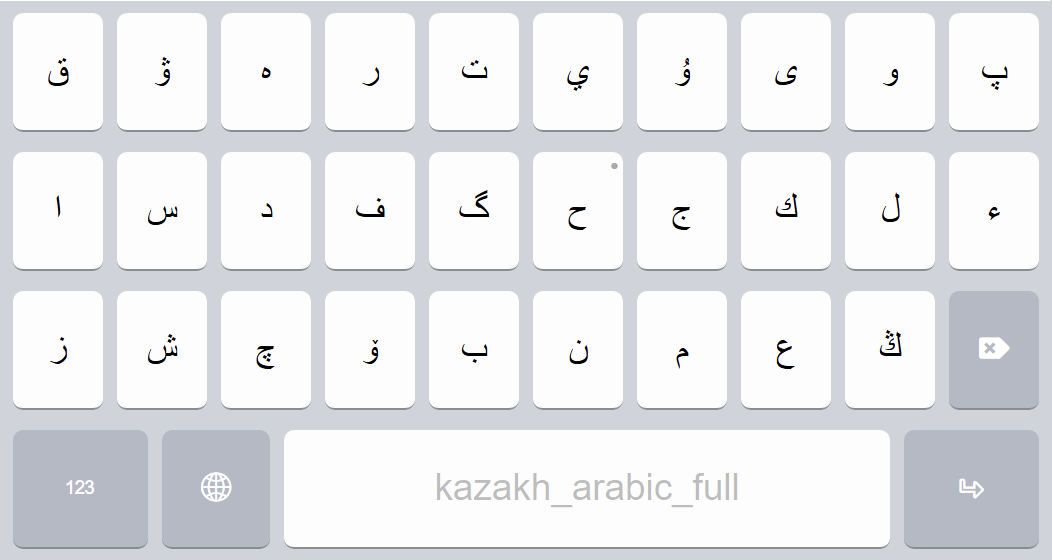 ق ۋ ه ر ت ي ۇ ى و پ
ا س د ف گ ح ج ك ل ء
ز ش چ ۆ ب ن م ع ڭ
123 kazakh_arabic_full